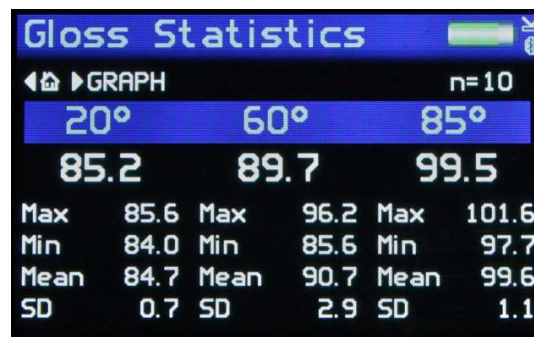 Gloss Statistics
GRAPH n=10
20° 60° 85°
85.2 89.7 99.5
Max 85.6 Max 96.2 Max 101.6
Min 84.0 Min 85.6 Min 97.7
Mean 84.7 Mean 90.7 Mean 99.6
SD 0.7 SD 2.9 SD 1.1